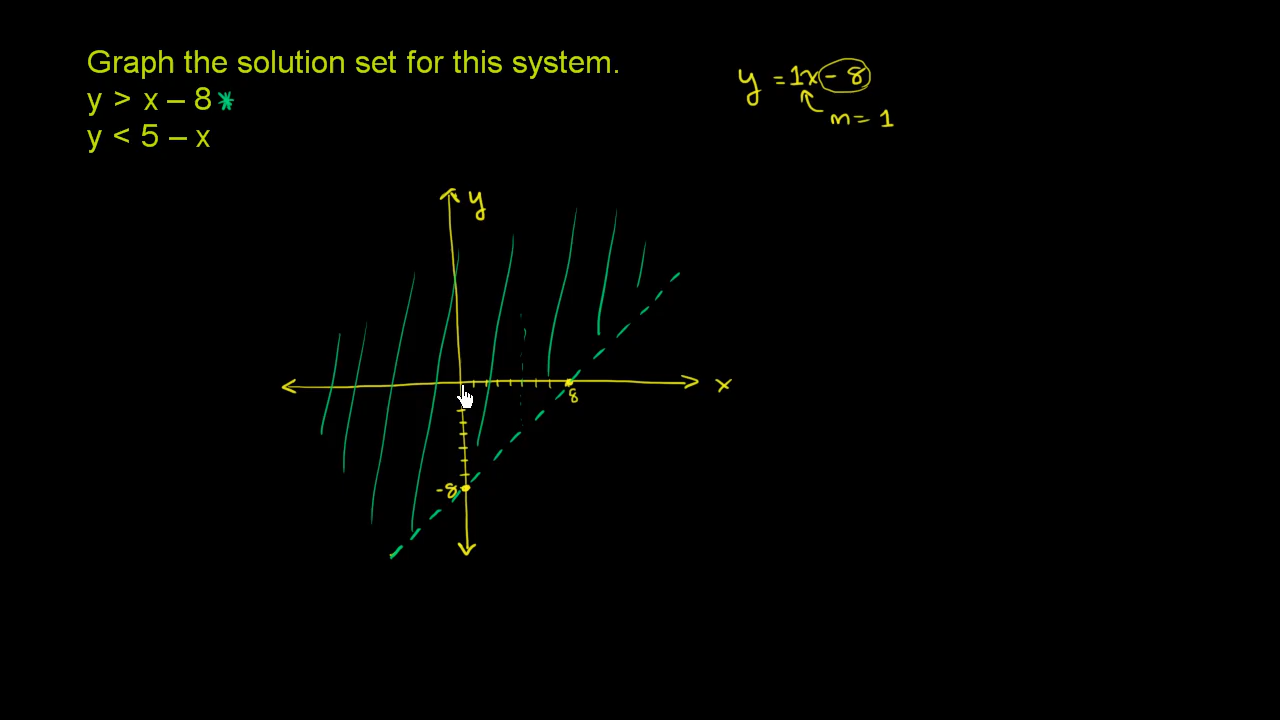 Graph the solution set for this system.
y > x – 8*
y < 5 – x
y = 1x - 8
m = 1
y
x
8
-8